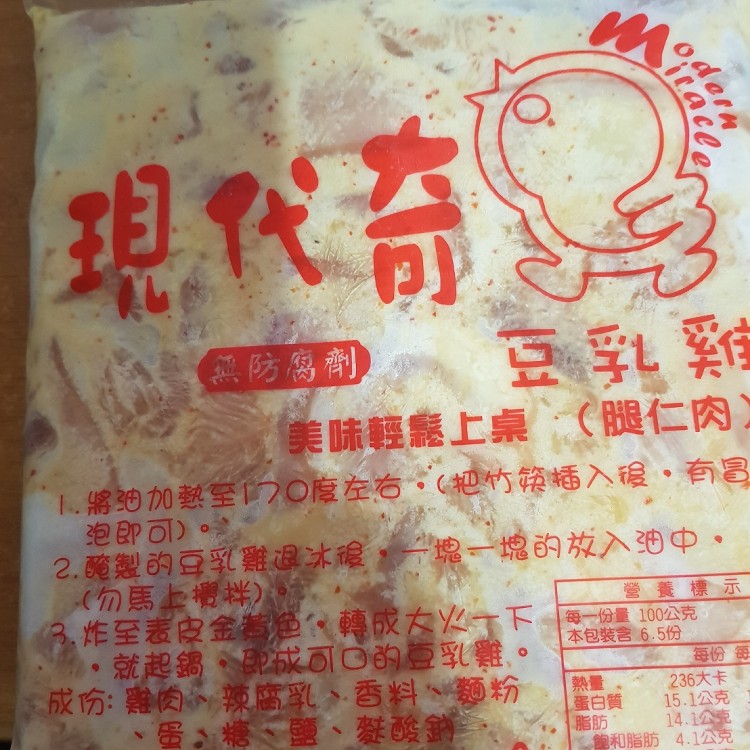 Modern
Miracle
現代奇
無防腐劑
豆乳雞
美味輕鬆上桌 (腿仁肉)
1.將油加熱至170度左右。(把竹筷插入後,有冒
泡即可)。
2.醃製的豆乳雞退冰後,一塊一塊的放入油中。
(勿馬上攪拌)。
3.炸至表皮金黃色,轉成大火一下
,就起鍋,即成可口的豆乳雞。
成份:雞肉、辣腐乳、香料、麵粉
、蛋、糖、鹽、麩酸鈉
營養標示
每一份量 100公克
本包裝含 6.5份
每份 每
熱量 236大卡
蛋白質 15.1公克
脂肪 14.1公克
飽和脂肪 4.1公克